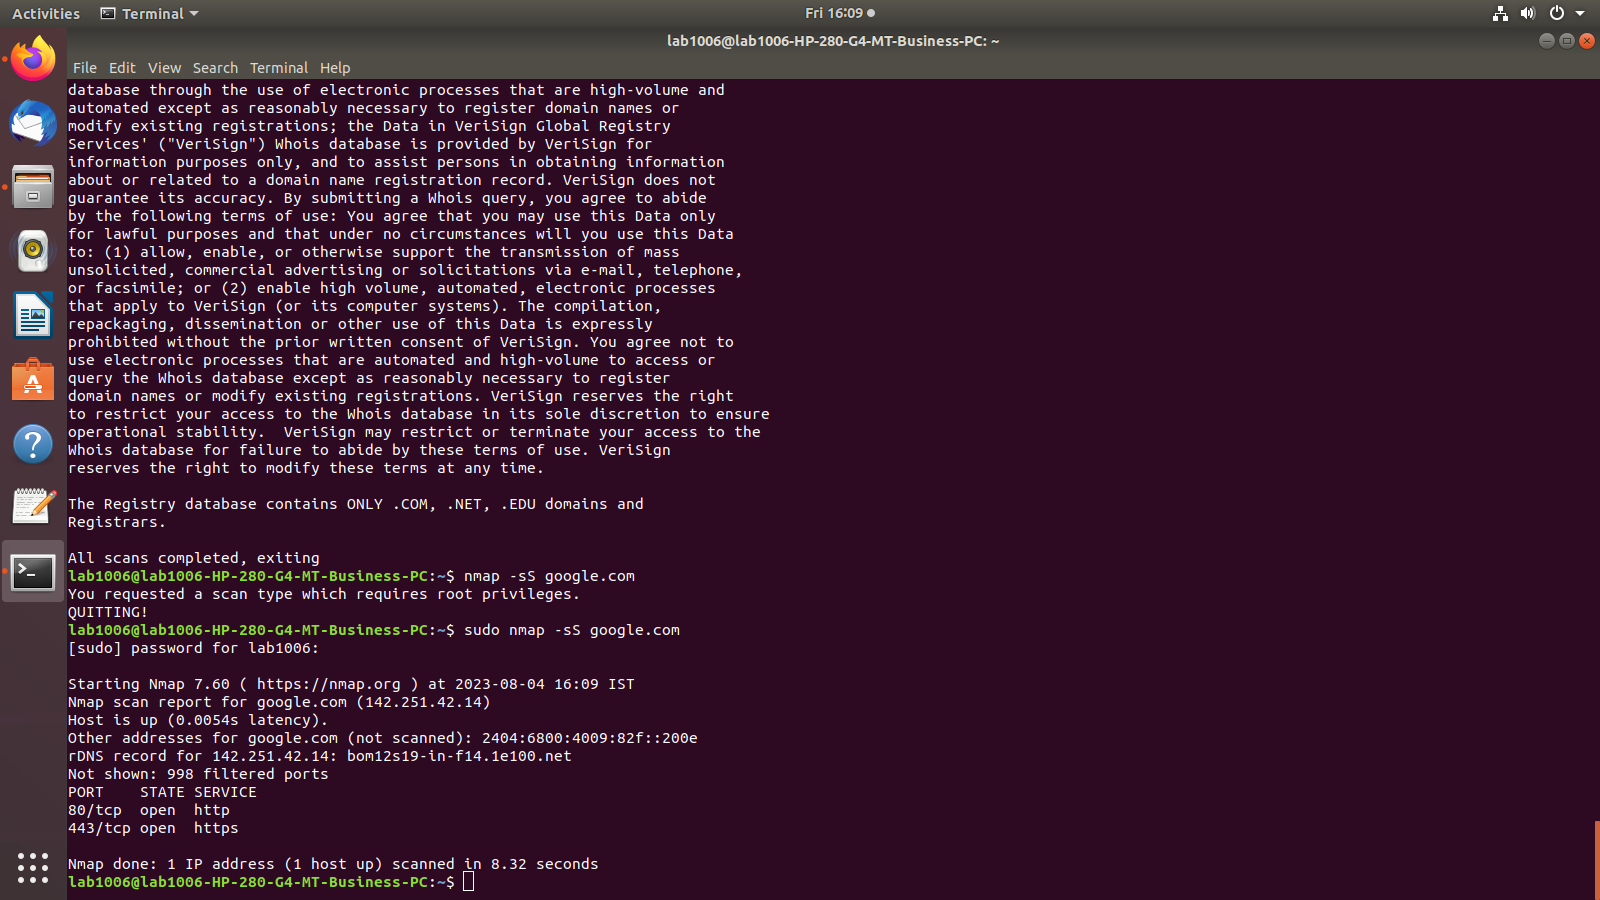 Activities Terminal Fri 16:09
lab1006@lab1006-HP-280-G4-MT-Business-PC: ~
File Edit View Search Terminal Help
database through the use of electronic processes that are high-volume and
automated except as reasonably necessary to register domain names or
modify existing registrations; the Data in VeriSign Global Registry
Services' ("VeriSign") Whois database is provided by VeriSign for
information purposes only, and to assist persons in obtaining information
about or related to a domain name registration record. VeriSign does not
guarantee its accuracy. By submitting a Whois query, you agree to abide
by the following terms of use: You agree that you may use this Data only
for lawful purposes and that under no circumstances will you use this Data
to: (1) allow, enable, or otherwise support the transmission of mass
unsolicited, commercial advertising or solicitations via e-mail, telephone,
or facsimile; or (2) enable high volume, automated, electronic processes
that apply to VeriSign (or its computer systems). The compilation,
repackaging, dissemination or other use of this Data is expressly
prohibited without the prior written consent of VeriSign. You agree not to
use electronic processes that are automated and high-volume to access or
query the Whois database except as reasonably necessary to register
domain names or modify existing registrations. VeriSign reserves the right
to restrict your access to the Whois database in its sole discretion to ensure
operational stability.  VeriSign may restrict or terminate your access to the
Whois database for failure to abide by these terms of use. VeriSign
reserves the right to modify these terms at any time.

The Registry database contains ONLY .COM, .NET, .EDU domains and
Registrars.

All scans completed, exiting
lab1006@lab1006-HP-280-G4-MT-Business-PC:~$ nmap -sS google.com
You requested a scan type which requires root privileges.
QUITTING!
lab1006@lab1006-HP-280-G4-MT-Business-PC:~$ sudo nmap -sS google.com
[sudo] password for lab1006:

Starting Nmap 7.60 ( https://nmap.org ) at 2023-08-04 16:09 IST
Nmap scan report for google.com (142.251.42.14)
Host is up (0.0054s latency).
Other addresses for google.com (not scanned): 2404:6800:4009:82f::200e
rDNS record for 142.251.42.14: bom12s19-in-f14.1e100.net
Not shown: 998 filtered ports
PORT    STATE SERVICE
80/tcp  open  http
443/tcp open  https

Nmap done: 1 IP address (1 host up) scanned in 8.32 seconds
lab1006@lab1006-HP-280-G4-MT-Business-PC:~$